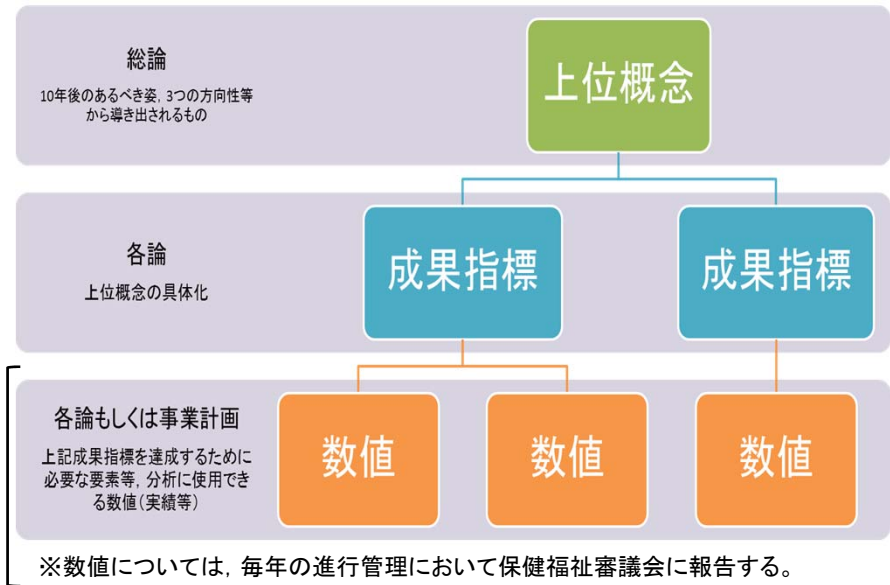 総論
10年後のあるべき姿，3つの方向性等
から導き出されるもの
上位概念
各論
上位概念の具体化
成果指標
成果指標
各論もしくは事業計画
上記成果指標を達成するために
必要な要素等，分析に使用でき
る数値（実績等）
数値
数値
数値
※数値については，毎年の進行管理において保健福祉審議会に報告する。